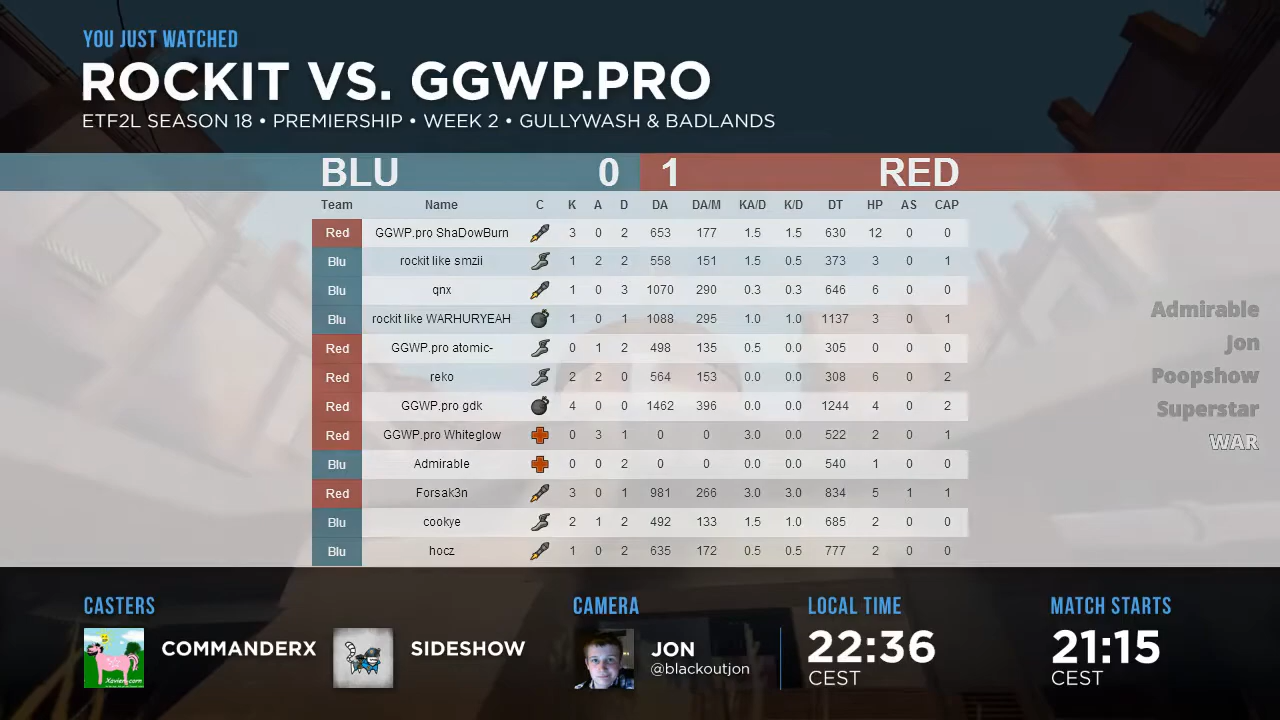 YOU JUST WATCHED
ROCKIT VS. GGWP.PRO
ETF2L SEASON 18 • PREMIERSHIP • WEEK 2 • GULLYWASH & BADLANDS
BLU 0 1 RED
Team Name C K A D DA DA/M KA/D K/D DT HP AS CAP
Red GGWP.pro ShaDowBurn 3 0 2 653 177 1.5 1.5 630 12 0 0
Blu rockit like smzii 1 2 2 558 151 1.5 0.5 373 3 0 1
Blu qnx 1 0 3 1070 290 0.3 0.3 646 6 0 0
Blu rockit like WARHURYEAH 1 0 1 1088 295 1.0 1.0 1137 3 0 1
Red GGWP.pro atomic- 0 1 2 498 135 0.5 0.0 305 0 0 0
Red reko 2 2 0 564 153 0.0 0.0 308 6 0 2
Red GGWP.pro gdk 4 0 0 1462 396 0.0 0.0 1244 4 0 2
Red GGWP.pro Whiteglow 0 3 1 0 0 3.0 0.0 522 2 0 1
Blu Admirable 0 0 2 0 0 0.0 0.0 540 1 0 0
Red Forsak3n 3 0 1 981 266 3.0 3.0 834 5 1 1
Blu cookye 2 1 2 492 133 1.5 1.0 685 2 0 0
Blu hocz 1 0 2 635 172 0.5 0.5 777 2 0 0
Admirable
Jon
Poopshow
Superstar
WAR
CASTERS
COMMANDERX
SIDESHOW
CAMERA
JON
@blackoutjon
LOCAL TIME
22:36
CEST
MATCH STARTS
21:15
CEST